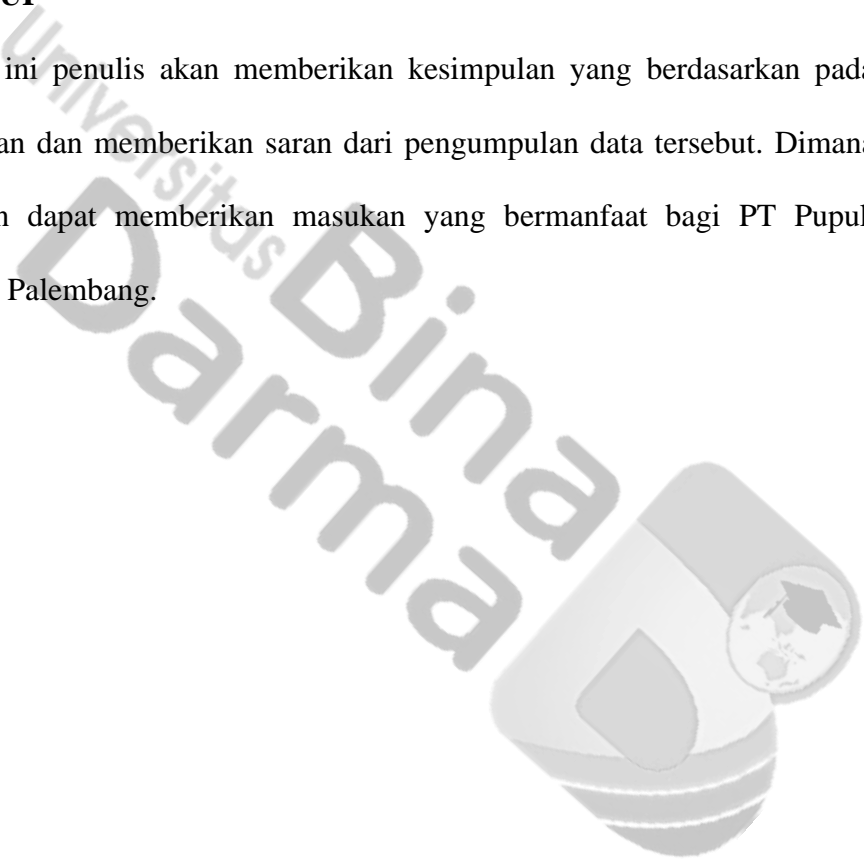 ini penulis akan memberikan kesimpulan yang berdasarkan pada
dan memberikan saran dari pengumpulan data tersebut. Dimana
dapat memberikan masukan yang bermanfaat bagi PT Pupuk
Palembang.
Universitas
Bina
Darma